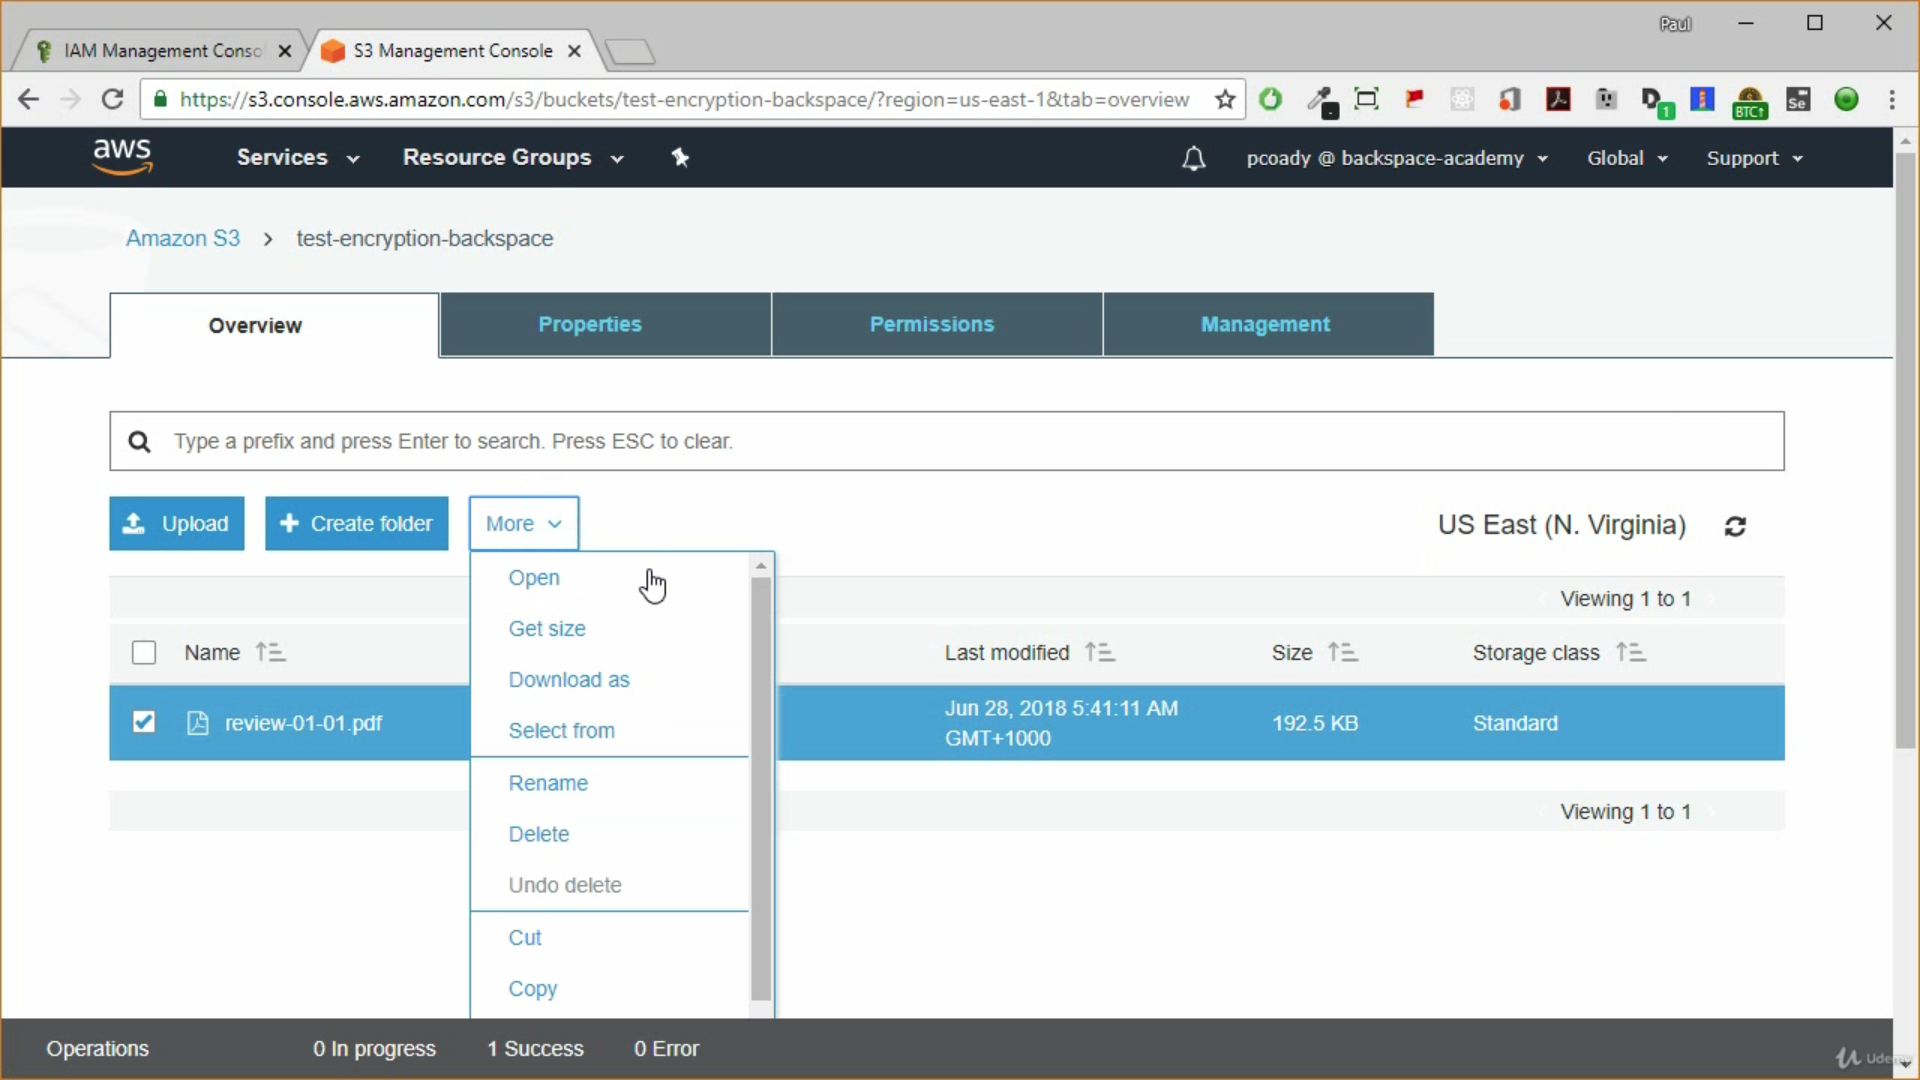 Paul
IAM Management Conso
S3 Management Console
https://s3.console.aws.amazon.com/s3/buckets/test-encryption-backspace/?region=us-east-1&tab=overview
1
BTC↑
Se
aws
Services
Resource Groups
pcoady @ backspace-academy
Global
Support
Amazon S3 > test-encryption-backspace
Overview
Properties
Permissions
Management
Type a prefix and press Enter to search. Press ESC to clear.
Upload
+ Create folder
More
US East (N. Virginia)
Open
Get size
Download as
Select from
Rename
Delete
Undo delete
Cut
Copy
Viewing 1 to 1
Name
Last modified
Size
Storage class
review-01-01.pdf
Jun 28, 2018 5:41:11 AM
GMT+1000
192.5 KB
Standard
Viewing 1 to 1
Operations
0 In progress
1 Success
0 Error
Udemy